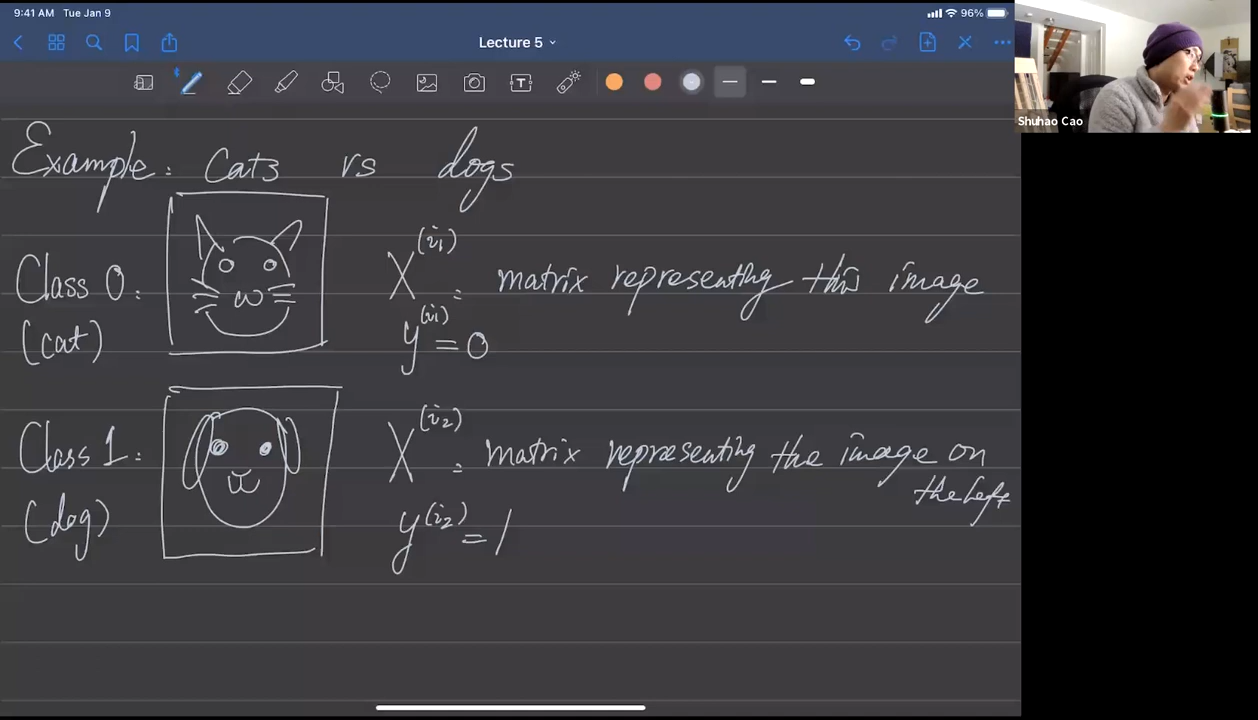 9:41 AM Tue Jan 9
96%
Lecture 5
Shuhao Cao
Example: Cats vs dogs
Class 0:
(cat)
X^(i₁): matrix representing this image
y^(i₁) = 0
Class 1:
(dog)
X^(i₂): matrix representing the image on
the left
y^(i₂) = 1